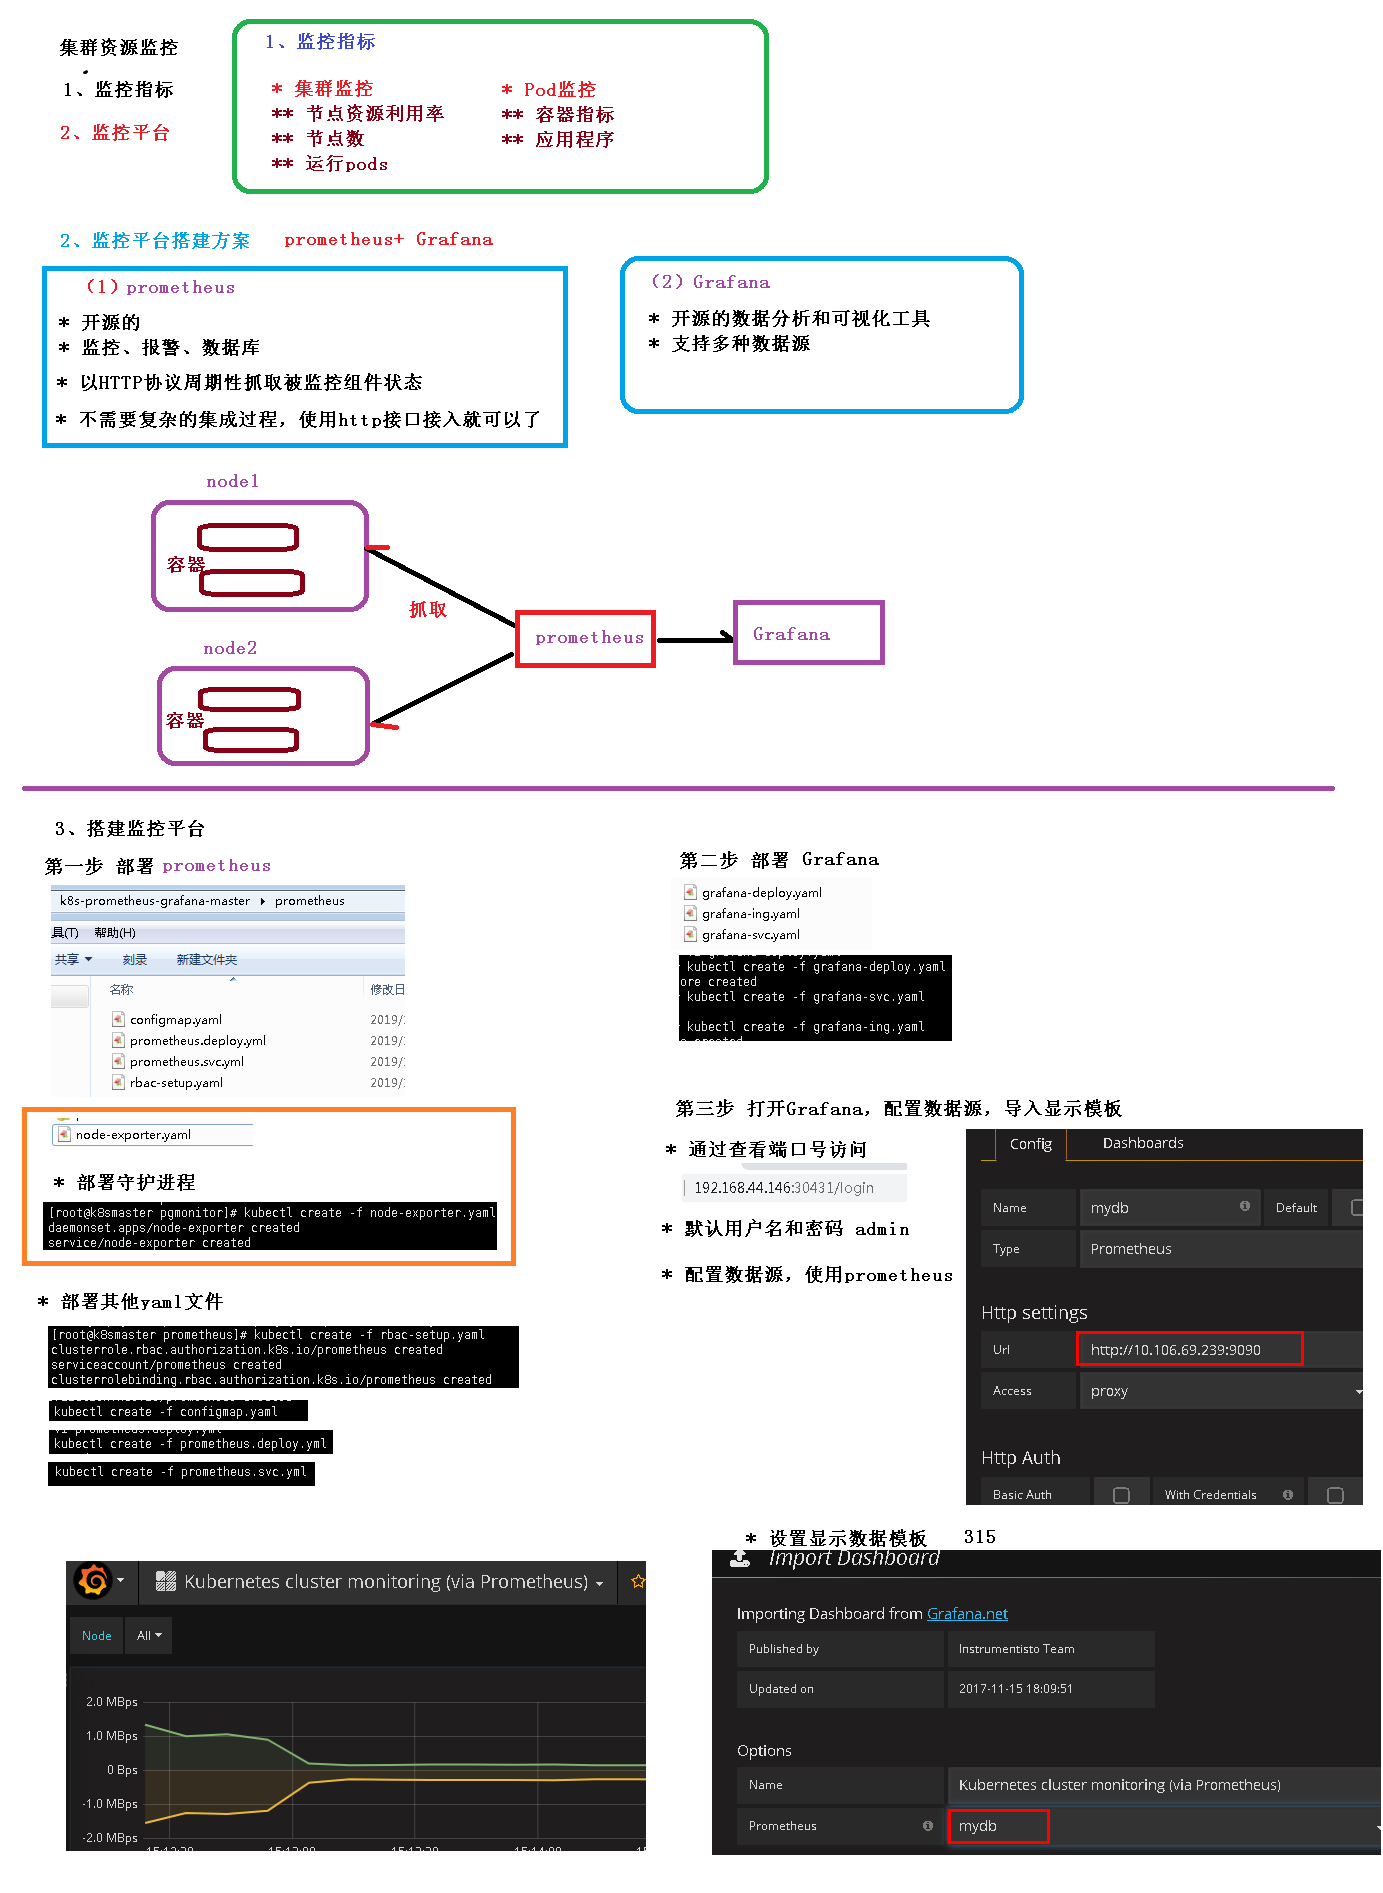 集群资源监控
1、监控指标
2、监控平台
1、监控指标
* 集群监控
** 节点资源利用率
** 节点数
** 运行pods
* Pod监控
** 容器指标
** 应用程序
2、监控平台搭建方案 prometheus+ Grafana
（1）prometheus
* 开源的
* 监控、报警、数据库
* 以HTTP协议周期性抓取被监控组件状态
* 不需要复杂的集成过程，使用http接口接入就可以了
（2）Grafana
* 开源的数据分析和可视化工具
* 支持多种数据源
node1
容器
抓取
prometheus
Grafana
node2
容器
3、搭建监控平台
第一步 部署 prometheus
k8s-prometheus-grafana-master ▸ prometheus
具(T) 帮助(H)
共享 刻录 新建文件夹
名称 修改日
configmap.yaml 2019/
prometheus.deploy.yml 2019/
prometheus.svc.yml 2019/
rbac-setup.yaml 2019/
node-exporter.yaml
* 部署守护进程
[root@k8smaster pgmonitor]# kubectl create -f node-exporter.yaml
daemonset.apps/node-exporter created
service/node-exporter created
* 部署其他yaml文件
[root@k8smaster prometheus]# kubectl create -f rbac-setup.yaml
clusterrole.rbac.authorization.k8s.io/prometheus created
serviceaccount/prometheus created
clusterrolebinding.rbac.authorization.k8s.io/prometheus created
kubectl create -f configmap.yaml
vi prometheus.deploy.yml
kubectl create -f prometheus.deploy.yml
kubectl create -f prometheus.svc.yml
第二步 部署 Grafana
grafana-deploy.yaml
grafana-ing.yaml
grafana-svc.yaml
kubectl create -f grafana-deploy.yaml
ore created
kubectl create -f grafana-svc.yaml
kubectl create -f grafana-ing.yaml
created
第三步 打开Grafana，配置数据源，导入显示模板
* 通过查看端口号访问
192.168.44.146:30431/login
* 默认用户名和密码 admin
* 配置数据源，使用prometheus
Config Dashboards
Name mydb Default
Type Prometheus
Http settings
Url http://10.106.69.239:9090
Access proxy
Http Auth
Basic Auth With Credentials
* 设置显示数据模板 315
Import Dashboard
Importing Dashboard from Grafana.net
Published by Instrumentisto Team
Updated on 2017-11-15 18:09:51
Options
Name Kubernetes cluster monitoring (via Prometheus)
Prometheus mydb
Kubernetes cluster monitoring (via Prometheus)
Node All
2.0 MBps
1.0 MBps
0 Bps
-1.0 MBps
-2.0 MBps